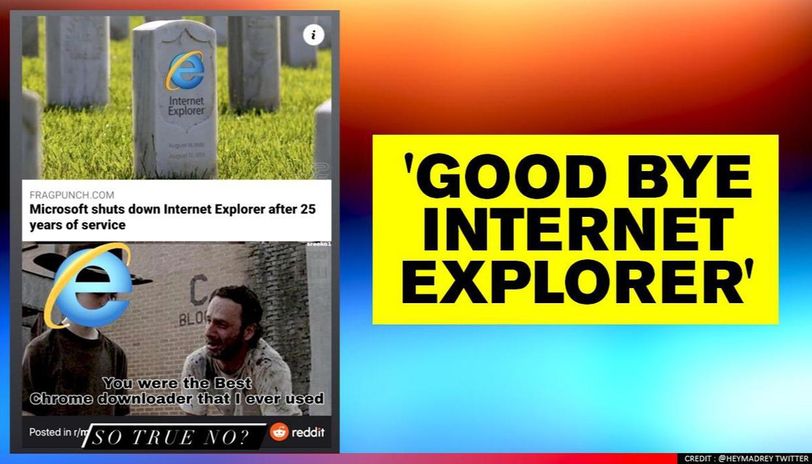 Internet
Explorer
FRAGPUNCH.COM
Microsoft shuts down Internet Explorer after 25
years of service
C
BLO
You were the Best
Chrome downloader that I ever used
Posted in r/m
SO TRUE NO?
reddit
'GOOD BYE
INTERNET
EXPLORER'
CREDIT : @HEYMADREY TWITTER